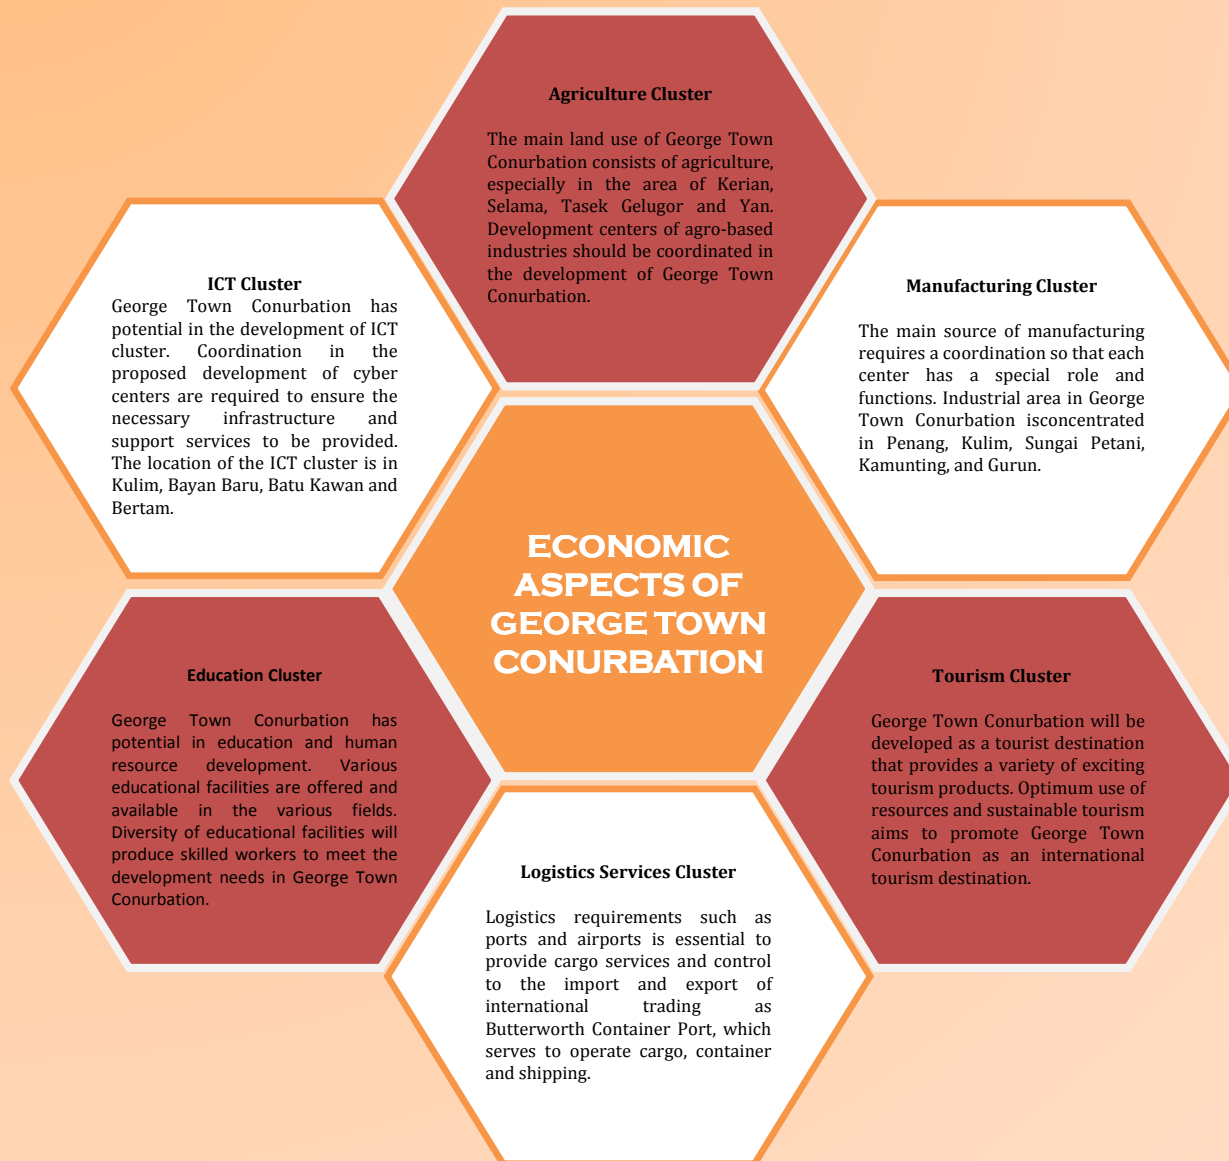 Agriculture Cluster
The main land use of George Town
Conurbation consists of agriculture,
especially in the area of Kerian,
Selama, Tasek Gelugor and Yan.
Development centers of agro-based
industries should be coordinated in
the development of George Town
Conurbation.
ICT Cluster
George Town Conurbation has
potential in the development of ICT
cluster. Coordination in the
proposed development of cyber
centers are required to ensure the
necessary infrastructure and
support services to be provided.
The location of the ICT cluster is in
Kulim, Bayan Baru, Batu Kawan and
Bertam.
Manufacturing Cluster
The main source of manufacturing
requires a coordination so that each
center has a special role and
functions. Industrial area in George
Town Conurbation isconcentrated
in Penang, Kulim, Sungai Petani,
Kamunting, and Gurun.
ECONOMIC
ASPECTS OF
GEORGE TOWN
CONURBATION
Education Cluster
George Town Conurbation has
potential in education and human
resource development. Various
educational facilities are offered and
available in the various fields.
Diversity of educational facilities will
produce skilled workers to meet the
development needs in George Town
Conurbation.
Tourism Cluster
George Town Conurbation will be
developed as a tourist destination
that provides a variety of exciting
tourism products. Optimum use of
resources and sustainable tourism
aims to promote George Town
Conurbation as an international
tourism destination.
Logistics Services Cluster
Logistics requirements such as
ports and airports is essential to
provide cargo services and control
to the import and export of
international trading as
Butterworth Container Port, which
serves to operate cargo, container
and shipping.